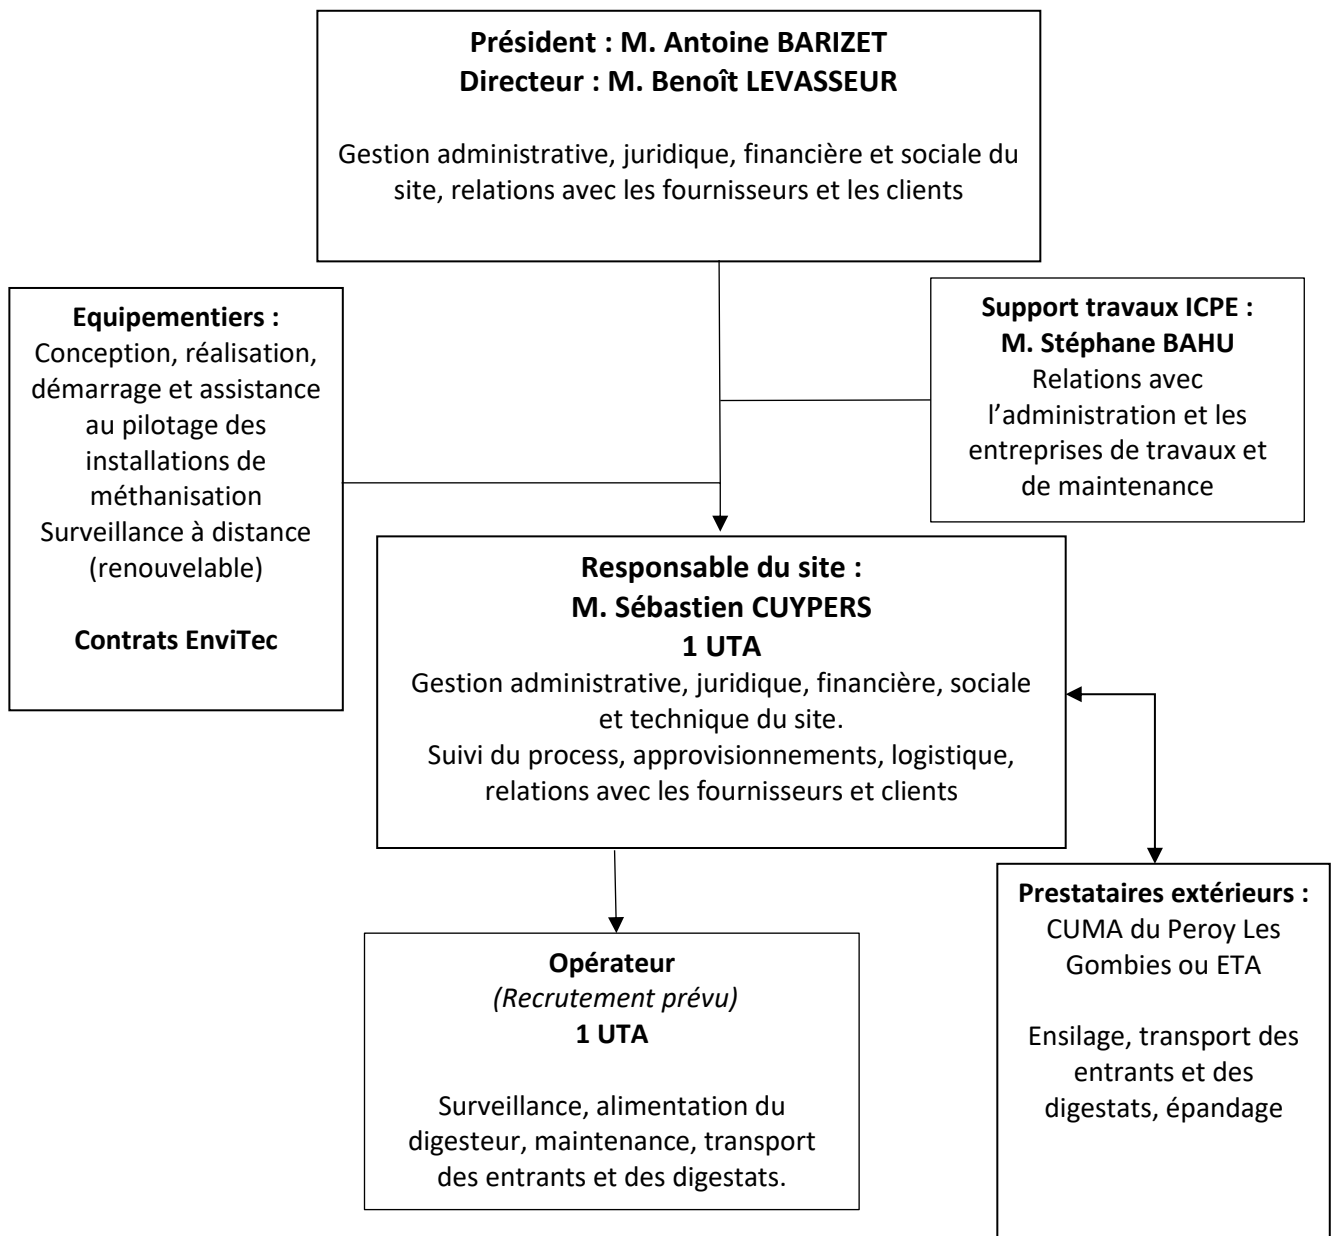 Président : M. Antoine BARIZET
Directeur : M. Benoît LEVASSEUR
Gestion administrative, juridique, financière et sociale du
site, relations avec les fournisseurs et les clients
Equipementiers :
Conception, réalisation,
démarrage et assistance
au pilotage des
installations de
méthanisation
Surveillance à distance
(renouvelable)
Contrats EnviTec
Support travaux ICPE :
M. Stéphane BAHU
Relations avec
l’administration et les
entreprises de travaux et
de maintenance
Responsable du site :
M. Sébastien CUYPERS
1 UTA
Gestion administrative, juridique, financière, sociale
et technique du site.
Suivi du process, approvisionnements, logistique,
relations avec les fournisseurs et clients
Opérateur
(Recrutement prévu)
1 UTA
Surveillance, alimentation du
digesteur, maintenance, transport
des entrants et des digestats.
Prestataires extérieurs :
CUMA du Peroy Les
Gombies ou ETA
Ensilage, transport des
entrants et des
digestats, épandage